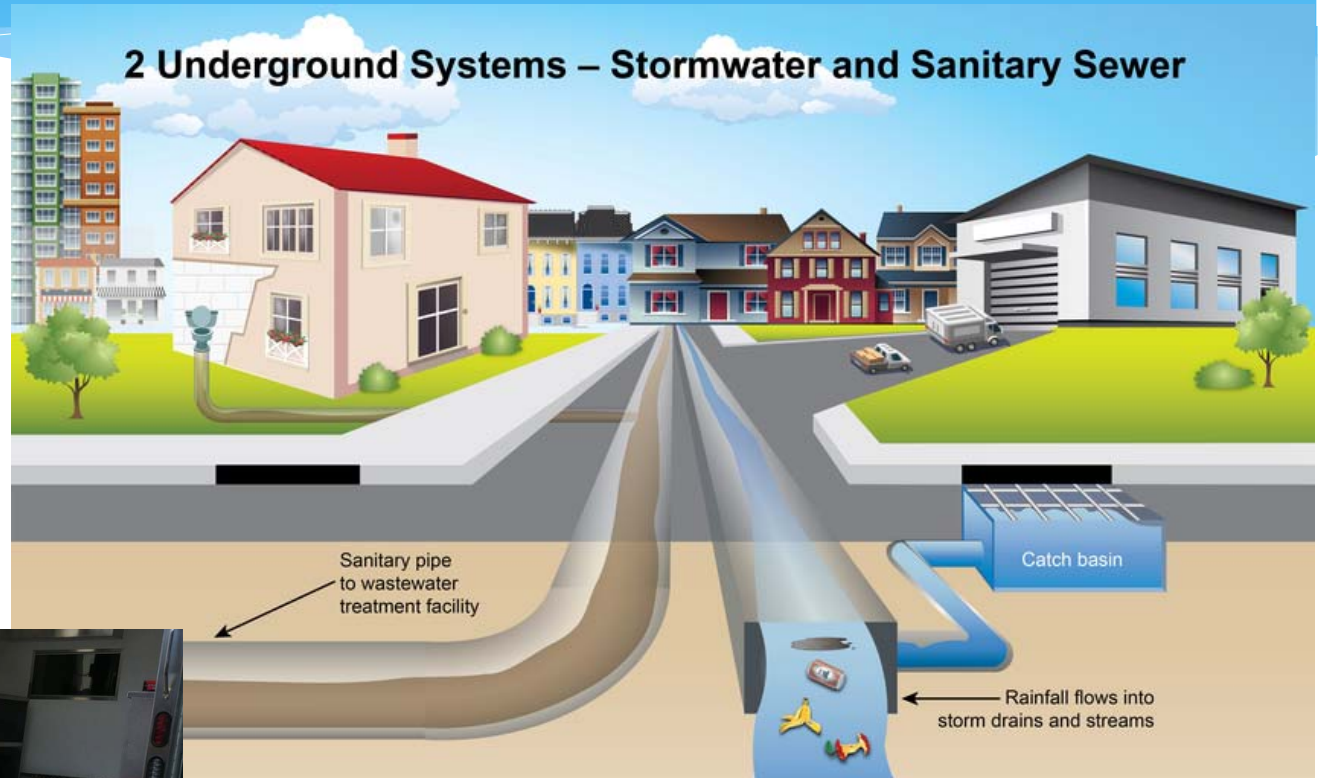 2 Underground Systems – Stormwater and Sanitary Sewer
Sanitary pipe
to wastewater
treatment facility
Catch basin
Rainfall flows into
storm drains and streams